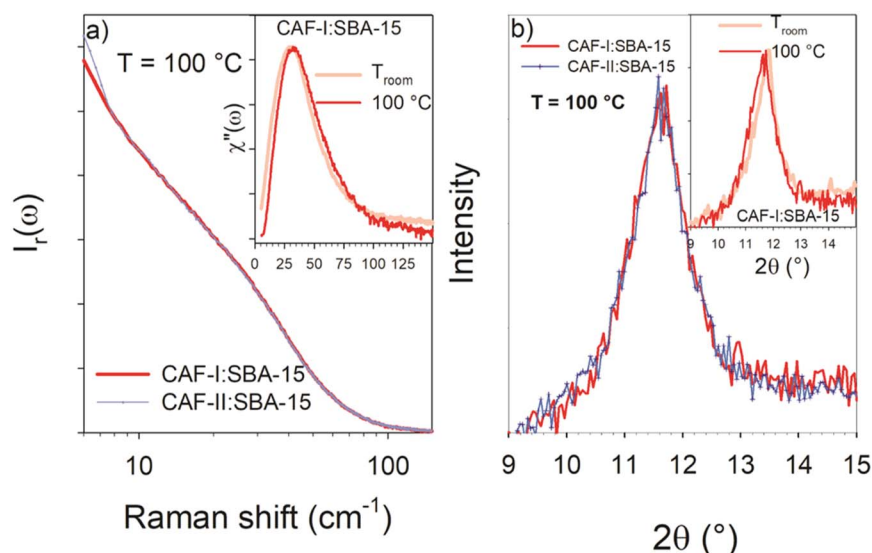 a)
T = 100 °C
CAF-I:SBA-15
T_room
100 °C
χ"(ω)
0 25 50 75 100 125
I_r(ω)
CAF-I:SBA-15
CAF-II:SBA-15
10 100
Raman shift (cm⁻¹)
b)
CAF-I:SBA-15
CAF-II:SBA-15
T = 100 °C
T_room
100 °C
CAF-I:SBA-15
9 10 11 12 13 14
2θ (°)
Intensity
9 10 11 12 13 14 15
2θ (°)